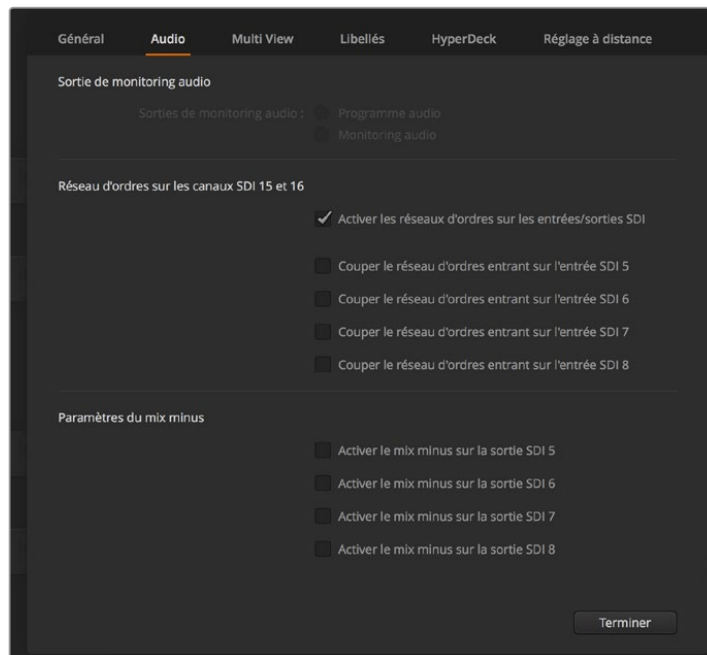 Général Audio Multi View Libellés HyperDeck Réglage à distance
Sortie de monitoring audio
Sorties de monitoring audio : Programme audio
Monitoring audio
Réseau d'ordres sur les canaux SDI 15 et 16
Activer les réseaux d'ordres sur les entrées/sorties SDI
Couper le réseau d'ordres entrant sur l'entrée SDI 5
Couper le réseau d'ordres entrant sur l'entrée SDI 6
Couper le réseau d'ordres entrant sur l'entrée SDI 7
Couper le réseau d'ordres entrant sur l'entrée SDI 8
Paramètres du mix minus
Activer le mix minus sur la sortie SDI 5
Activer le mix minus sur la sortie SDI 6
Activer le mix minus sur la sortie SDI 7
Activer le mix minus sur la sortie SDI 8
Terminer